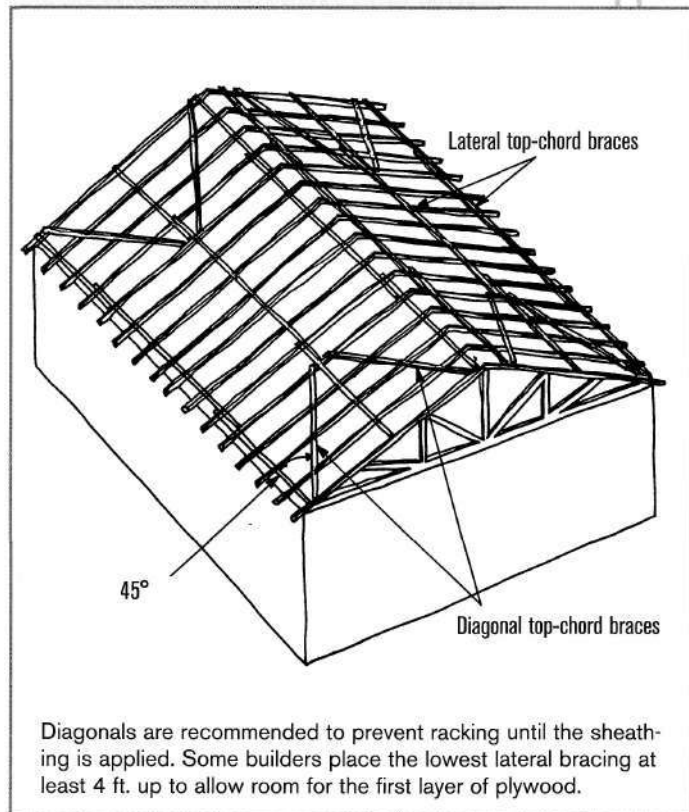 Lateral top-chord braces
45°
Diagonal top-chord braces
Diagonals are recommended to prevent racking until the sheath-
ing is applied. Some builders place the lowest lateral bracing at
least 4 ft. up to allow room for the first layer of plywood.